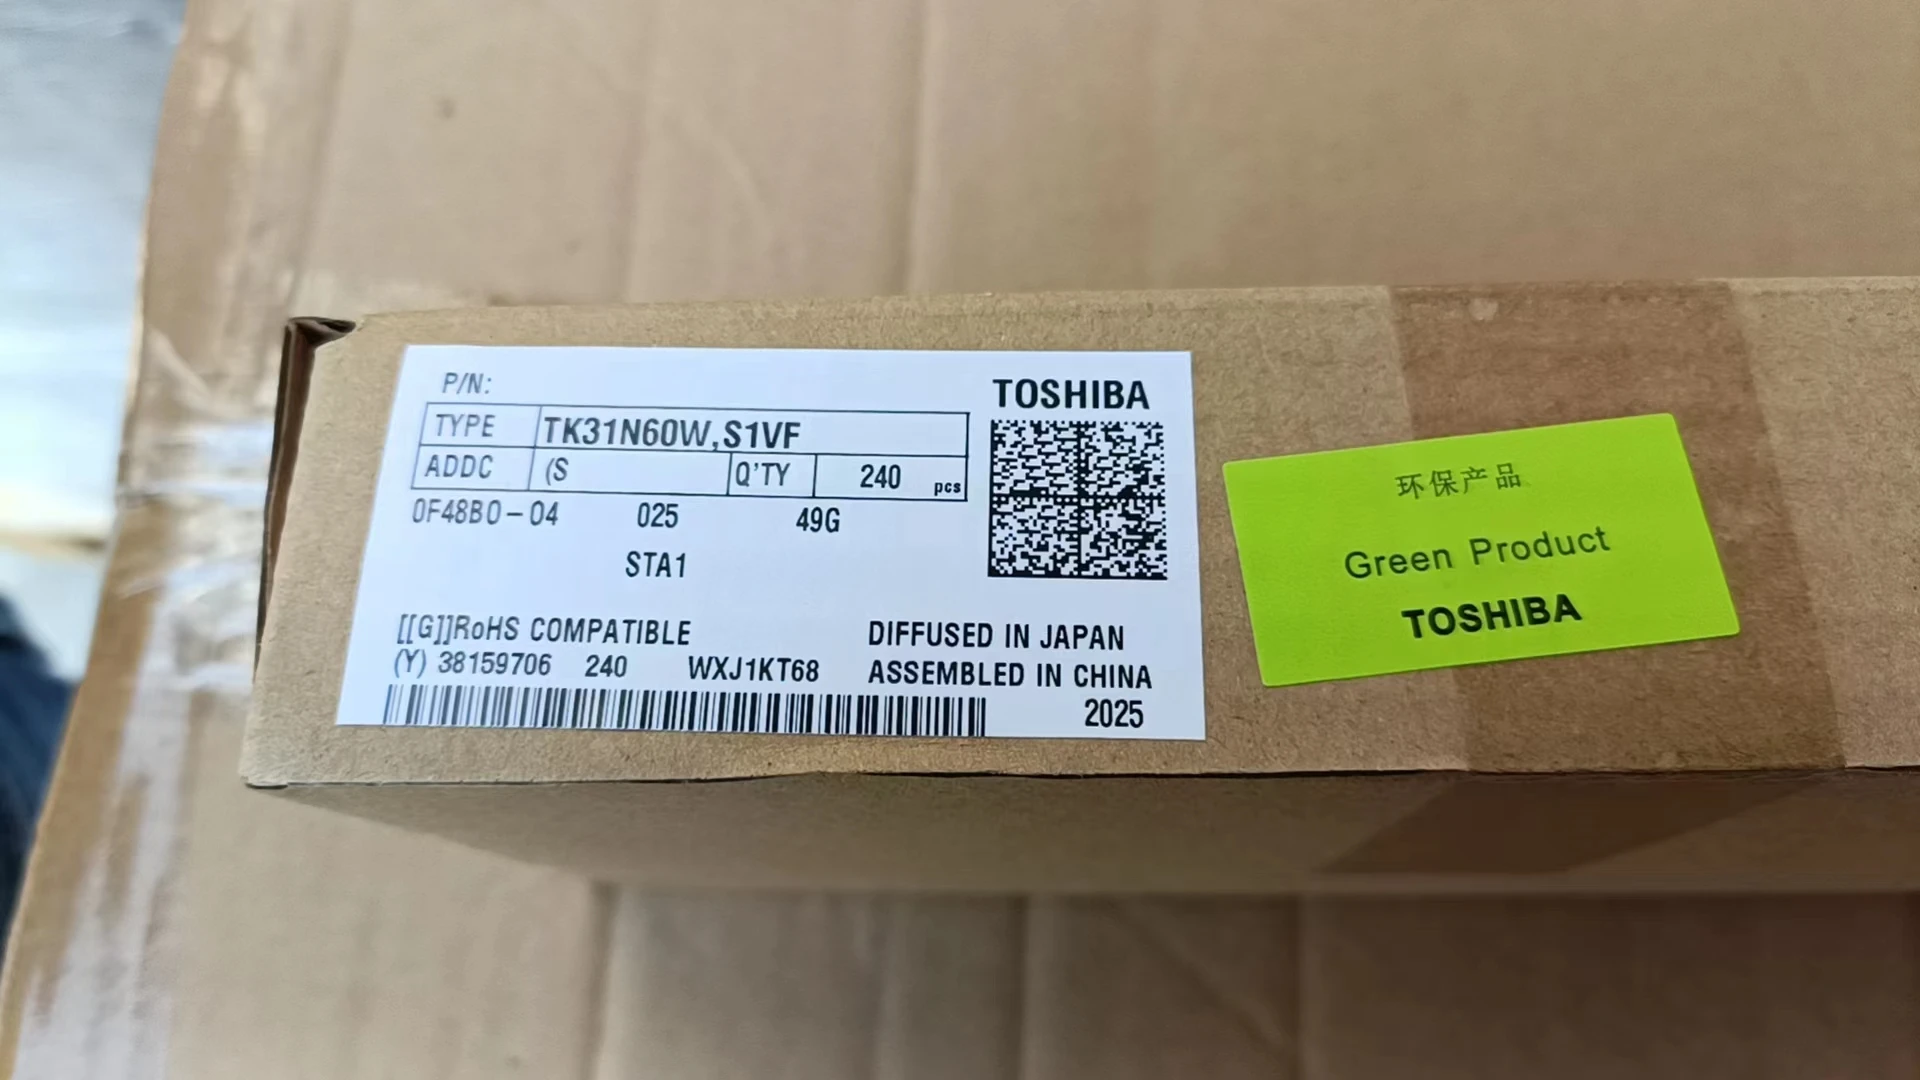 P/N:
TOSHIBA
TYPE TK31N60W,S1VF
ADDC (S Q'TY 240 pcs
0F48B0-04 025 49G
STA1
[[G]]RoHS COMPATIBLE
(Y) 38159706 240 WXJ1KT68
DIFFUSED IN JAPAN
ASSEMBLED IN CHINA
2025
环保产品
Green Product
TOSHIBA